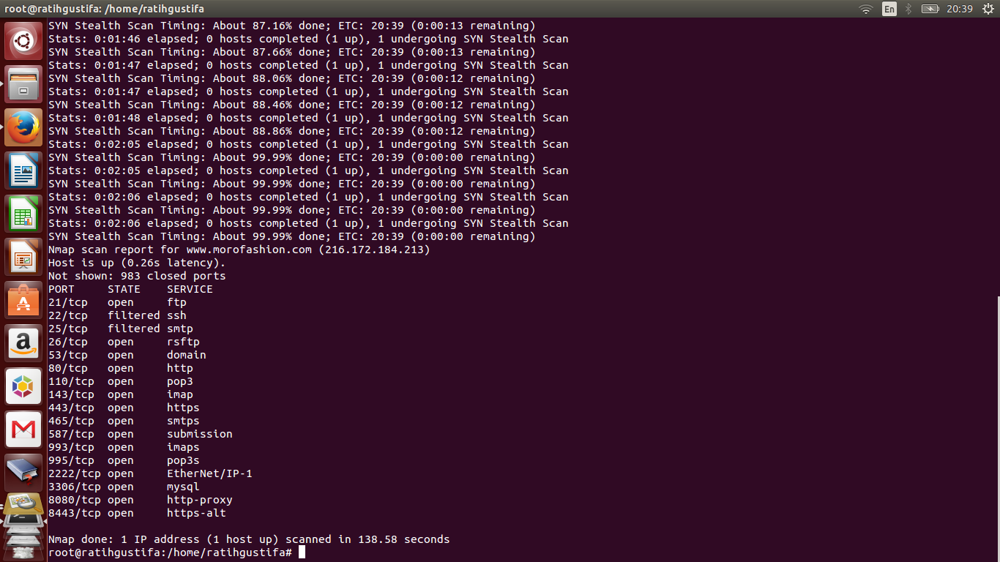 root@ratihgustifa: /home/ratihgustifa
En
20:39
SYN Stealth Scan Timing: About 87.16% done; ETC: 20:39 (0:00:13 remaining)
Stats: 0:01:46 elapsed; 0 hosts completed (1 up), 1 undergoing SYN Stealth Scan
SYN Stealth Scan Timing: About 87.66% done; ETC: 20:39 (0:00:13 remaining)
Stats: 0:01:47 elapsed; 0 hosts completed (1 up), 1 undergoing SYN Stealth Scan
SYN Stealth Scan Timing: About 88.06% done; ETC: 20:39 (0:00:12 remaining)
Stats: 0:01:47 elapsed; 0 hosts completed (1 up), 1 undergoing SYN Stealth Scan
SYN Stealth Scan Timing: About 88.46% done; ETC: 20:39 (0:00:12 remaining)
Stats: 0:01:48 elapsed; 0 hosts completed (1 up), 1 undergoing SYN Stealth Scan
SYN Stealth Scan Timing: About 88.86% done; ETC: 20:39 (0:00:12 remaining)
Stats: 0:02:05 elapsed; 0 hosts completed (1 up), 1 undergoing SYN Stealth Scan
SYN Stealth Scan Timing: About 99.99% done; ETC: 20:39 (0:00:00 remaining)
Stats: 0:02:05 elapsed; 0 hosts completed (1 up), 1 undergoing SYN Stealth Scan
SYN Stealth Scan Timing: About 99.99% done; ETC: 20:39 (0:00:00 remaining)
Stats: 0:02:06 elapsed; 0 hosts completed (1 up), 1 undergoing SYN Stealth Scan
SYN Stealth Scan Timing: About 99.99% done; ETC: 20:39 (0:00:00 remaining)
Stats: 0:02:06 elapsed; 0 hosts completed (1 up), 1 undergoing SYN Stealth Scan
SYN Stealth Scan Timing: About 99.99% done; ETC: 20:39 (0:00:00 remaining)
Nmap scan report for www.morofashion.com (216.172.184.213)
Host is up (0.26s latency).
Not shown: 983 closed ports
PORT     STATE    SERVICE
21/tcp   open     ftp
22/tcp   filtered ssh
25/tcp   filtered smtp
26/tcp   open     rsftp
53/tcp   open     domain
80/tcp   open     http
110/tcp  open     pop3
143/tcp  open     imap
443/tcp  open     https
465/tcp  open     smtps
587/tcp  open     submission
993/tcp  open     imaps
995/tcp  open     pop3s
2222/tcp open     EtherNet/IP-1
3306/tcp open     mysql
8080/tcp open     http-proxy
8443/tcp open     https-alt
Nmap done: 1 IP address (1 host up) scanned in 138.58 seconds
root@ratihgustifa:/home/ratihgustifa#